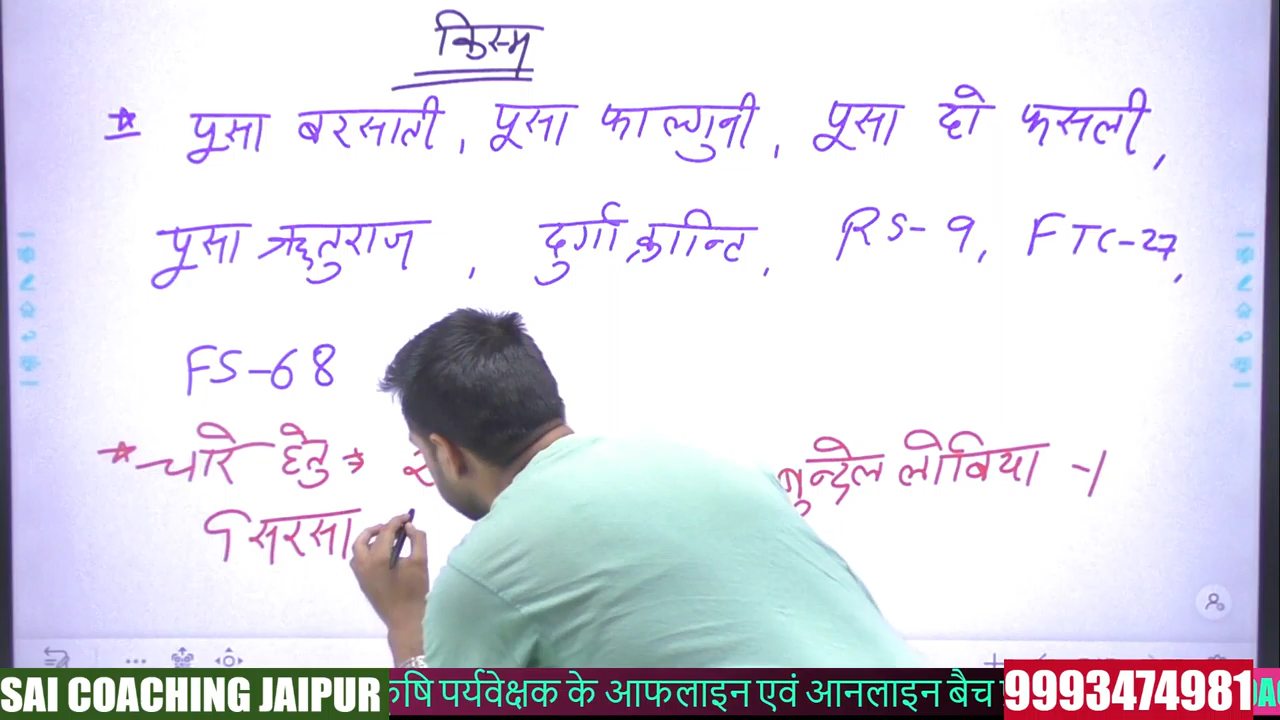 किस्म
* पूसा बरसाती, पूसा फाल्गुनी, पूसा दो फसली,
पूसा ऋतुराज, दुर्गा क्रान्ति, RS-9, FTC-27,
FS-68
* चारे हेतु → बुन्देल लोबिया -1
सिरसा
SAI COACHING JAIPUR
कृषि पर्यवेक्षक के आफलाइन एवं आनलाइन बैच
9993474981